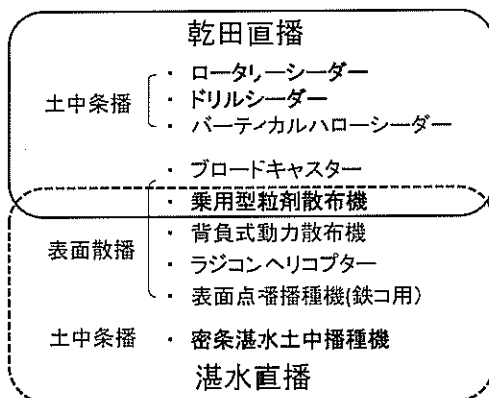 乾田直播
・ ロータリーシーダー
土中条播 ・ ドリルシーダー
・ バーティカルハローシーダー
・ ブロードキャスター
・ 乗用型粒剤散布機
表面散播 ・ 背負式動力散布機
・ ラジコンヘリコプター
・ 表面点播播種機(鉄コ用)
土中条播 ・ 密条湛水土中播種機
湛水直播